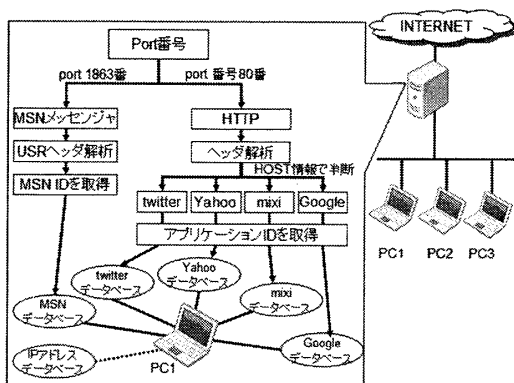 Port番号
port 1863番
port 番号80番
MSNメッセンジャ
HTTP
USRヘッダ解析
ヘッダ解析
MSN IDを取得
HOST情報で判断
twitter
Yahoo
mixi
Google
アプリケーションIDを取得
twitter
データベース
Yahoo
データベース
mixi
データベース
MSN
データベース
IPアドレス
データベース
PC1
Google
データベース
INTERNET
PC1
PC2
PC3